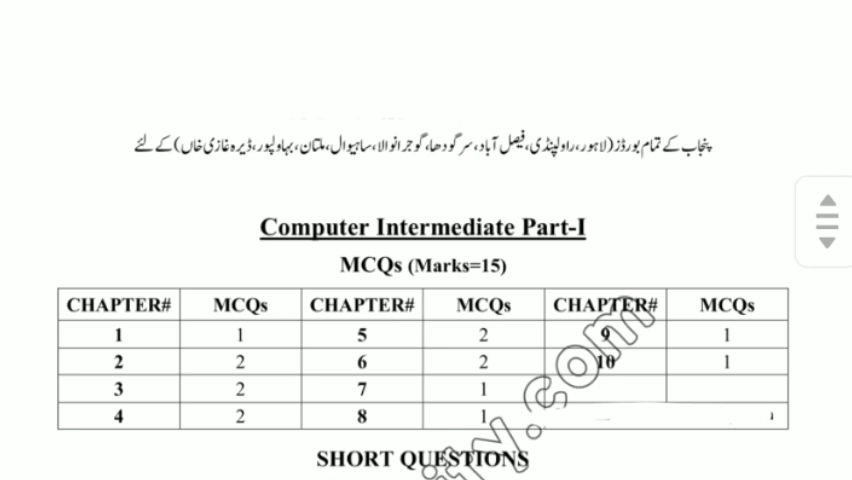 پنجاب کے تمام بورڈز (لاہور، راولپنڈی، فیصل آباد، سرگودھا، گوجرانوالا، ساہیوال، ملتان، بہاولپور، ڈیرہ غازی خاں) کے لئے
Computer Intermediate Part-I
MCQs (Marks=15)
CHAPTER# MCQs CHAPTER# MCQs CHAPTER# MCQs
1 1 5 2 9 1
2 2 6 2 10 1
3 2 7 1
4 2 8 1
SHORT QUESTIONS
ity.com